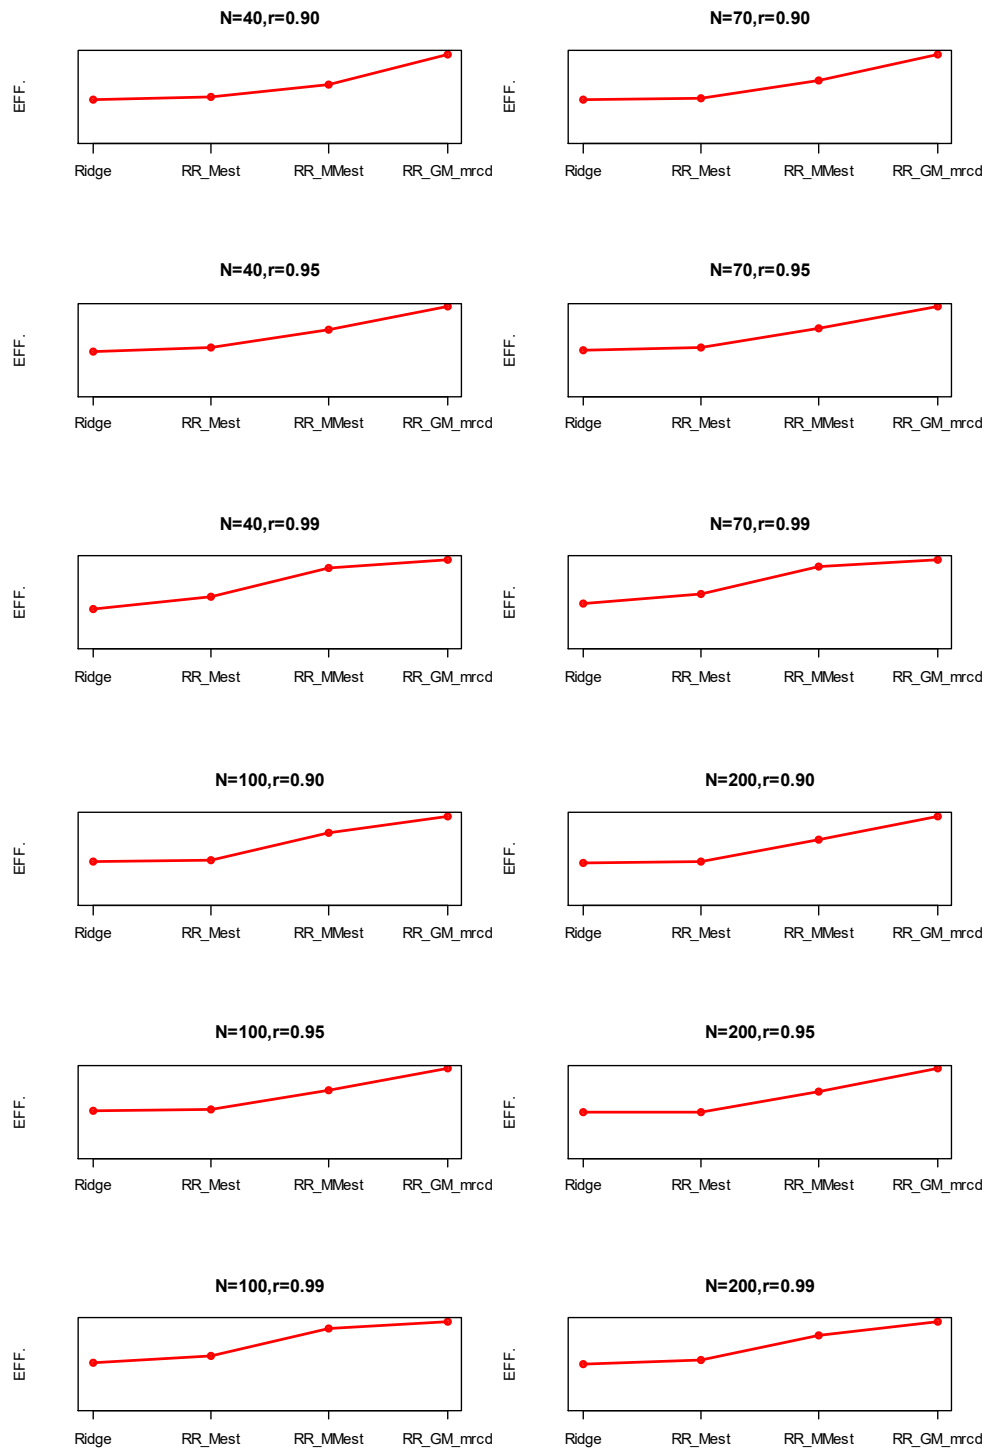 N=40,r=0.90
EFF.
Ridge RR_Mest RR_MMest RR_GM_mrcd
N=70,r=0.90
EFF.
Ridge RR_Mest RR_MMest RR_GM_mrcd
N=40,r=0.95
EFF.
Ridge RR_Mest RR_MMest RR_GM_mrcd
N=70,r=0.95
EFF.
Ridge RR_Mest RR_MMest RR_GM_mrcd
N=40,r=0.99
EFF.
Ridge RR_Mest RR_MMest RR_GM_mrcd
N=70,r=0.99
EFF.
Ridge RR_Mest RR_MMest RR_GM_mrcd
N=100,r=0.90
EFF.
Ridge RR_Mest RR_MMest RR_GM_mrcd
N=200,r=0.90
EFF.
Ridge RR_Mest RR_MMest RR_GM_mrcd
N=100,r=0.95
EFF.
Ridge RR_Mest RR_MMest RR_GM_mrcd
N=200,r=0.95
EFF.
Ridge RR_Mest RR_MMest RR_GM_mrcd
N=100,r=0.99
EFF.
Ridge RR_Mest RR_MMest RR_GM_mrcd
N=200,r=0.99
EFF.
Ridge RR_Mest RR_MMest RR_GM_mrcd